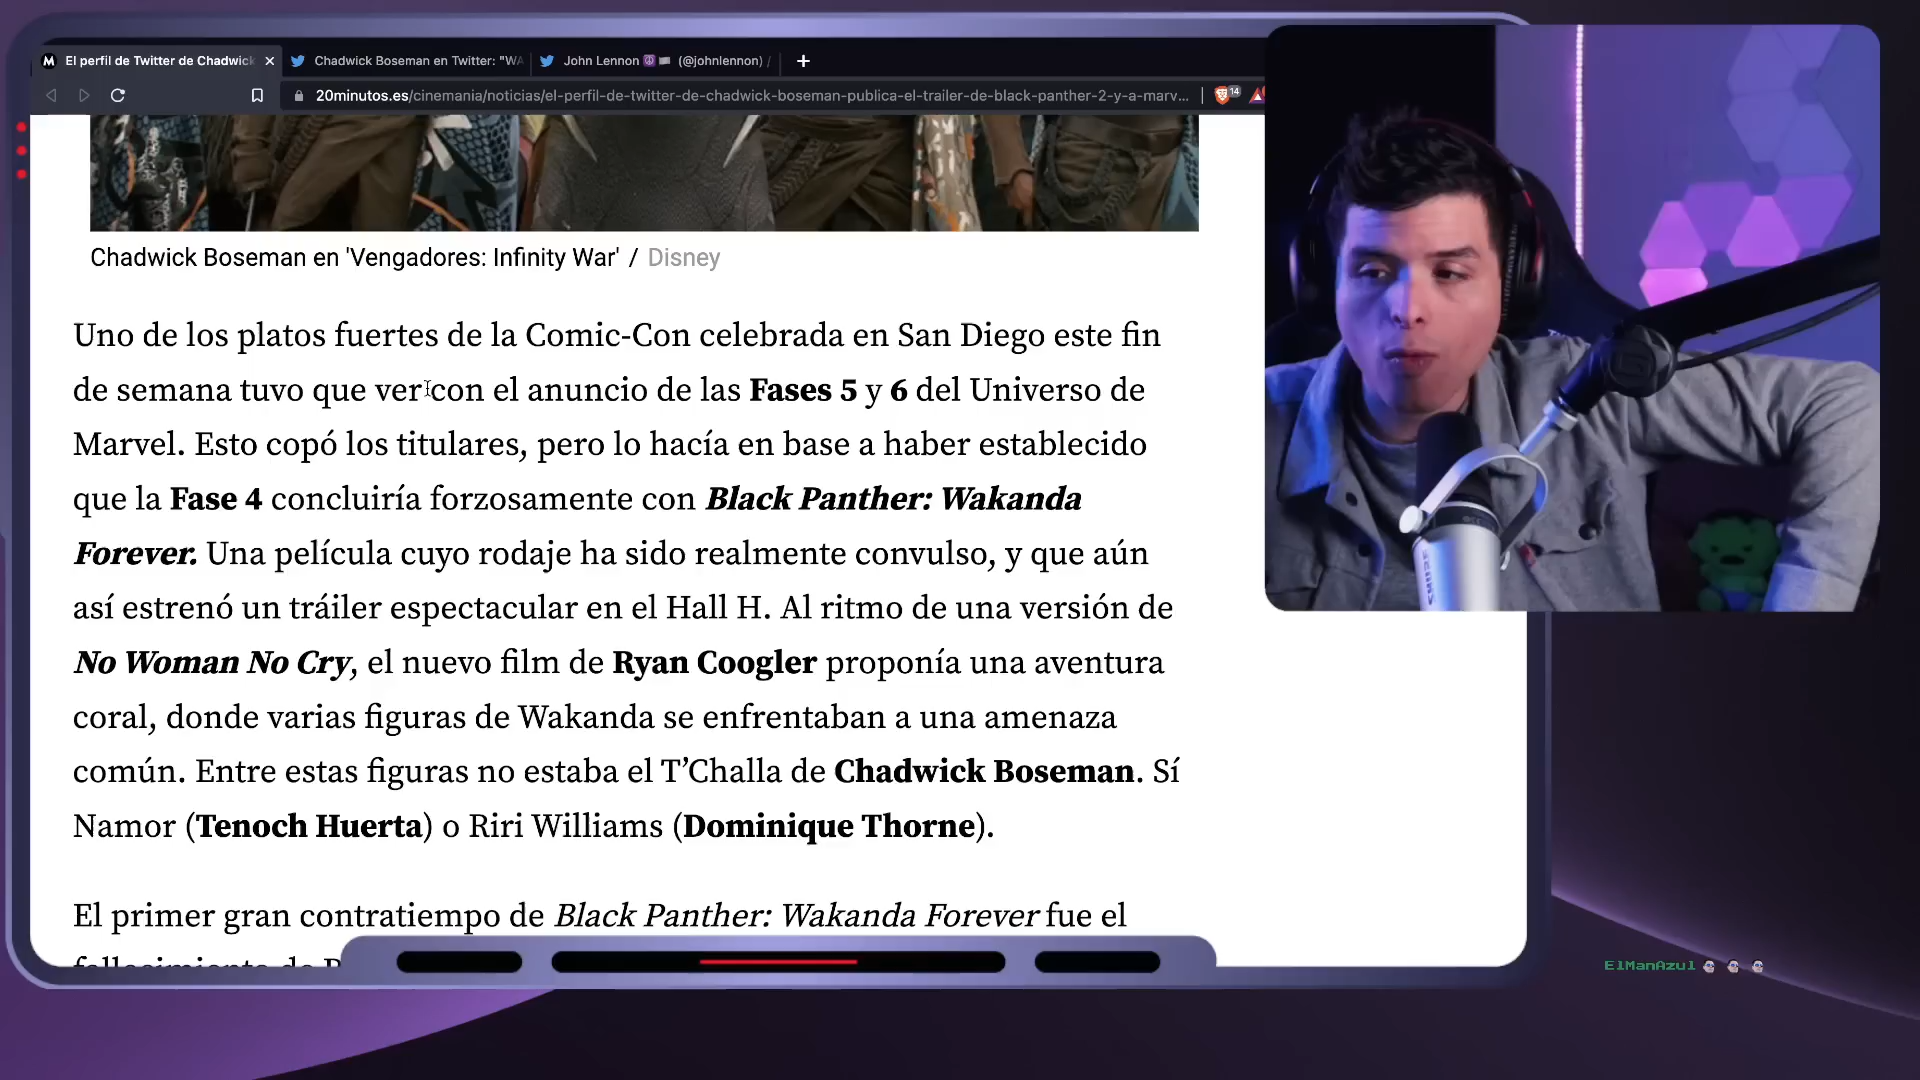 El perfil de Twitter de Chadwick
Chadwick Boseman en Twitter: "WA
John Lennon (@johnlennon) /
20minutos.es/cinemania/noticias/el-perfil-de-twitter-de-chadwick-boseman-publica-el-trailer-de-black-panther-2-y-a-marv...
14
Chadwick Boseman en 'Vengadores: Infinity War' / Disney
Uno de los platos fuertes de la Comic-Con celebrada en San Diego este fin
de semana tuvo que ver con el anuncio de las Fases 5 y 6 del Universo de
Marvel. Esto copó los titulares, pero lo hacía en base a haber establecido
que la Fase 4 concluiría forzosamente con Black Panther: Wakanda
Forever. Una película cuyo rodaje ha sido realmente convulso, y que aún
así estrenó un tráiler espectacular en el Hall H. Al ritmo de una versión de
No Woman No Cry, el nuevo film de Ryan Coogler proponía una aventura
coral, donde varias figuras de Wakanda se enfrentaban a una amenaza
común. Entre estas figuras no estaba el T’Challa de Chadwick Boseman. Sí
Namor (Tenoch Huerta) o Riri Williams (Dominique Thorne).
El primer gran contratiempo de Black Panther: Wakanda Forever fue el
fallecimiento de
ElManAzul